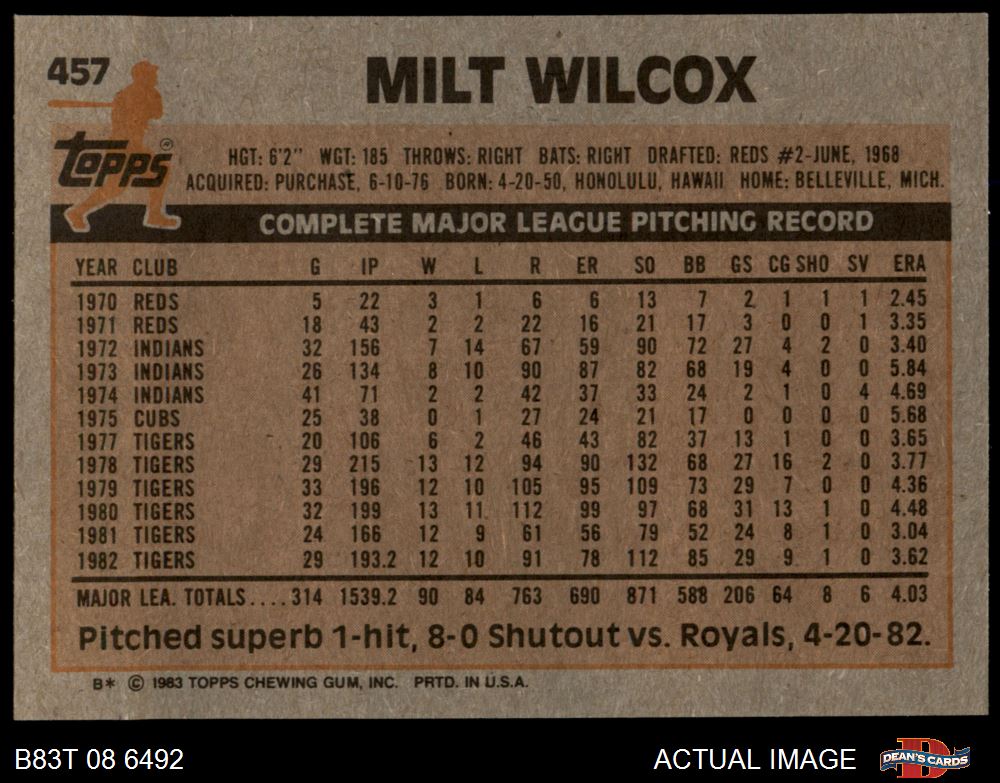 457
MILT WILCOX
Topps®
HGT: 6'2" WGT: 185 THROWS: RIGHT BATS: RIGHT DRAFTED: REDS #2-JUNE, 1968
ACQUIRED: PURCHASE, 6-10-76 BORN: 4-20-50, HONOLULU, HAWAII HOME: BELLEVILLE, MICH.
COMPLETE MAJOR LEAGUE PITCHING RECORD
YEAR CLUB G IP W L R ER SO BB GS CG SHO SV ERA
1970 REDS 5 22 3 1 6 6 13 7 2 1 1 1 2.45
1971 REDS 18 43 2 2 22 16 21 17 3 0 0 1 3.35
1972 INDIANS 32 156 7 14 67 59 90 72 27 4 2 0 3.40
1973 INDIANS 26 134 8 10 90 87 82 68 19 4 0 0 5.84
1974 INDIANS 41 71 2 2 42 37 33 24 2 1 0 4 4.69
1975 CUBS 25 38 0 1 27 24 21 17 0 0 0 0 5.68
1977 TIGERS 20 106 6 2 46 43 82 37 13 1 0 0 3.65
1978 TIGERS 29 215 13 12 94 90 132 68 27 16 2 0 3.77
1979 TIGERS 33 196 12 10 105 95 109 73 29 7 0 0 4.36
1980 TIGERS 32 199 13 11 112 99 97 68 31 13 1 0 4.48
1981 TIGERS 24 166 12 9 61 56 79 52 24 8 1 0 3.04
1982 TIGERS 29 193.2 12 10 91 78 112 85 29 9 1 0 3.62
MAJOR LEA. TOTALS....314 1539.2 90 84 763 690 871 588 206 64 8 6 4.03
Pitched superb 1-hit, 8-0 Shutout vs. Royals, 4-20-82.
B* © 1983 TOPPS CHEWING GUM, INC. PRTD. IN U.S.A.
B83T 08 6492 ACTUAL IMAGE DEAN'S CARDS